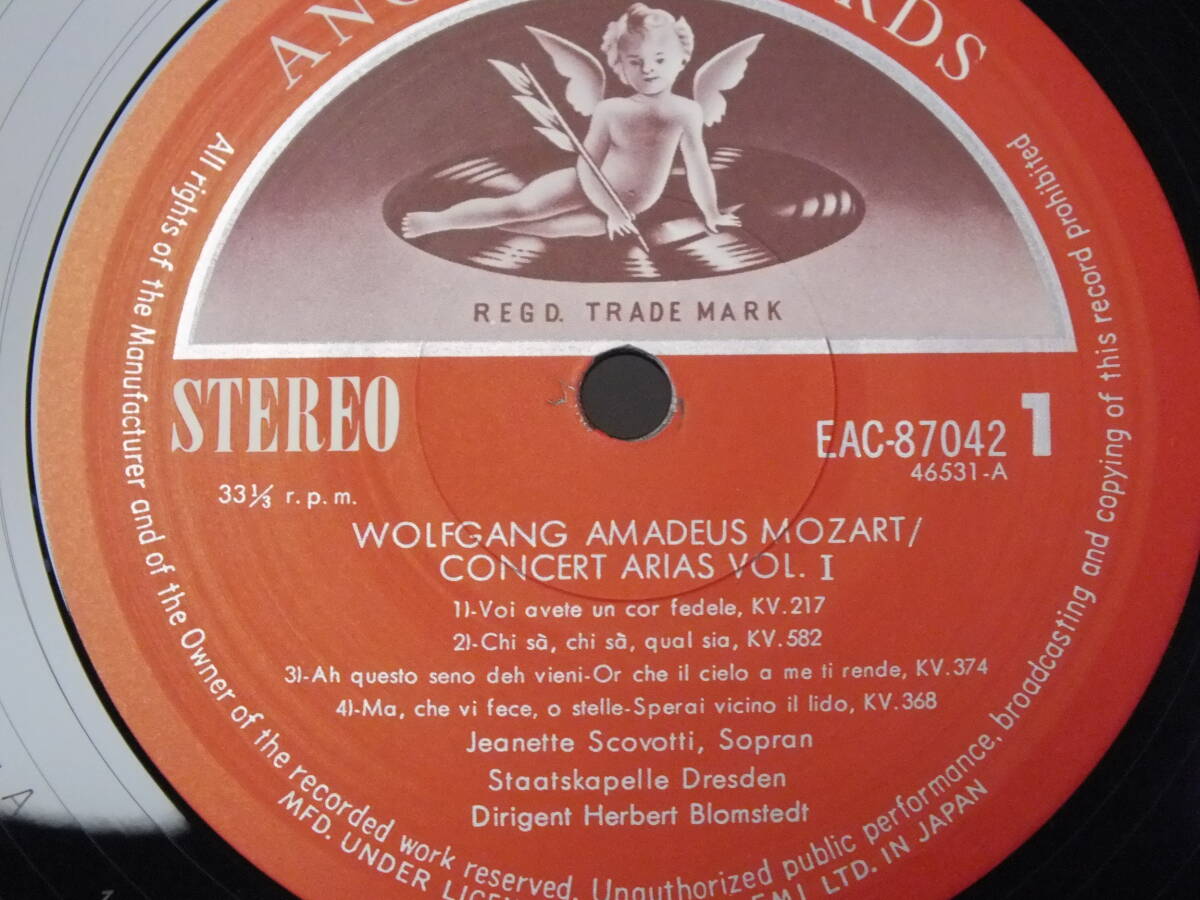 REGD. TRADE MARK
STEREO
EAC-87042 1
46531-A
33⅓ r.p.m.
WOLFGANG AMADEUS MOZART/
CONCERT ARIAS VOL. I
1)-Voi avete un cor fedele, KV.217
2)-Chi sà, chi sà, qual sia, KV.582
3)-Ah questo seno deh vieni-Or che il cielo a me ti rende, KV.374
4)-Ma, che vi fece, o stelle-Sperai vicino il lido, KV.368
Jeanette Scovotti, Sopran
Staatskapelle Dresden
Dirigent Herbert Blomstedt
All rights of the Manufacturer and of the Owner of the recorded work reserved. Unauthorized public performance, broadcasting and copying of this record prohibited
MFD. UNDER EMI LTD. IN JAPAN